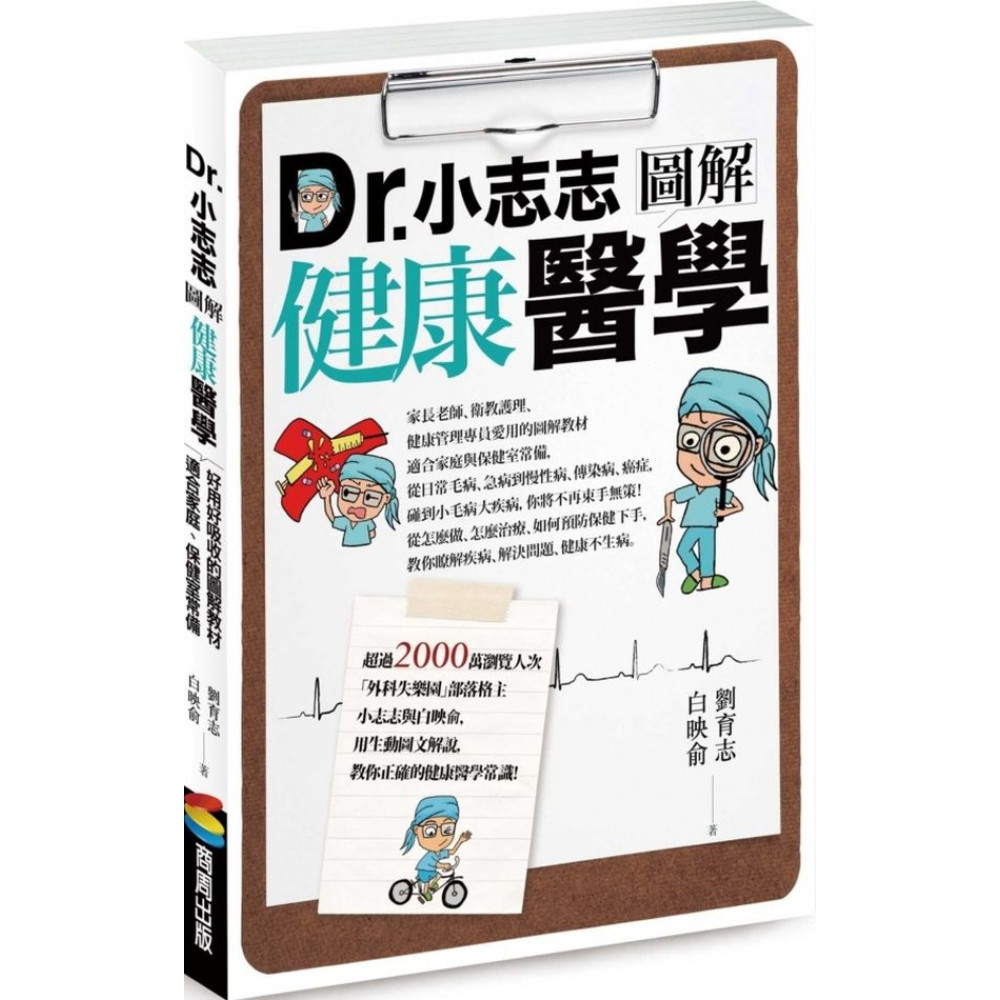 Dr.小志志 圖解
健康醫學
家長老師、衛教護理、
健康管理專員愛用的圖解教材
適合家庭與保健室常備,
從日常毛病、急病到慢性病、傳染病、癌症,
碰到小毛病大疾病, 你將不再束手無策!
從怎麼做、怎麼治療、如何預防保健下手,
教你瞭解疾病、解決問題、健康不生病。
超過2000萬瀏覽人次
「外科失樂園」部落格主
小志志與白映俞,
用生動圖文解說,
教你正確的健康醫學常識!
劉育志
白映俞
著
Dr.小志志 圖解 健康醫學
好用好吸收的圖解教材
適合家庭、保健室常備
劉育志
白映俞
著
商周出版